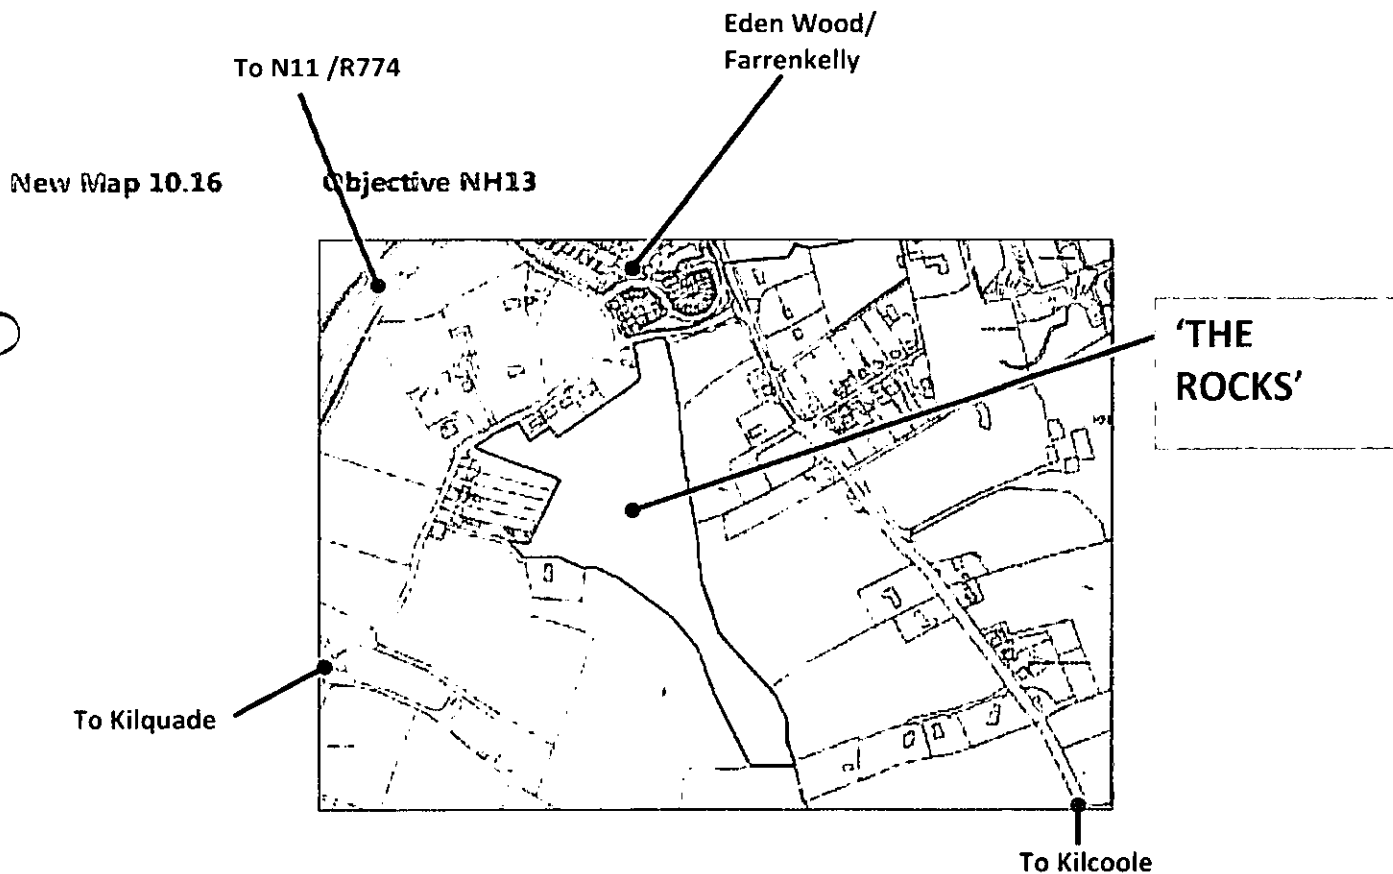 Eden Wood/
Farrenkelly
To N11 /R774
New Map 10.16 Objective NH13
'THE
ROCKS'
To Kilquade
To Kilcoole